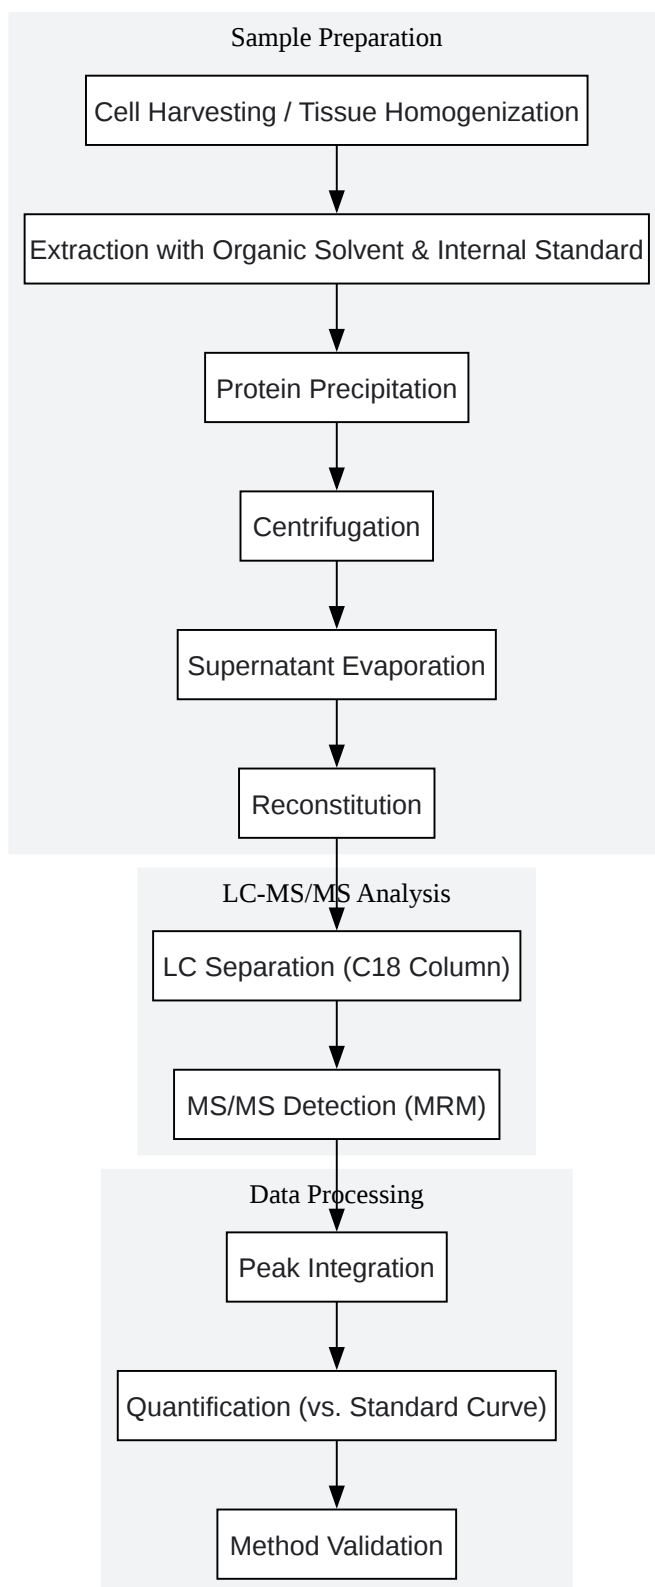 Sample Preparation
Cell Harvesting / Tissue Homogenization
Extraction with Organic Solvent & Internal Standard
Protein Precipitation
Centrifugation
Supernatant Evaporation
Reconstitution
LC-MS/MS Analysis
LC Separation (C18 Column)
MS/MS Detection (MRM)
Data Processing
Peak Integration
Quantification (vs. Standard Curve)
Method Validation